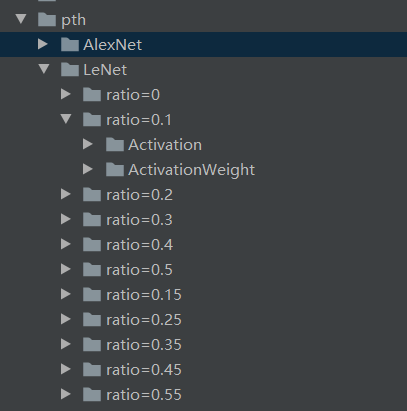 pth
AlexNet
LeNet
ratio=0
ratio=0.1
Activation
ActivationWeight
ratio=0.2
ratio=0.3
ratio=0.4
ratio=0.5
ratio=0.15
ratio=0.25
ratio=0.35
ratio=0.45
ratio=0.55